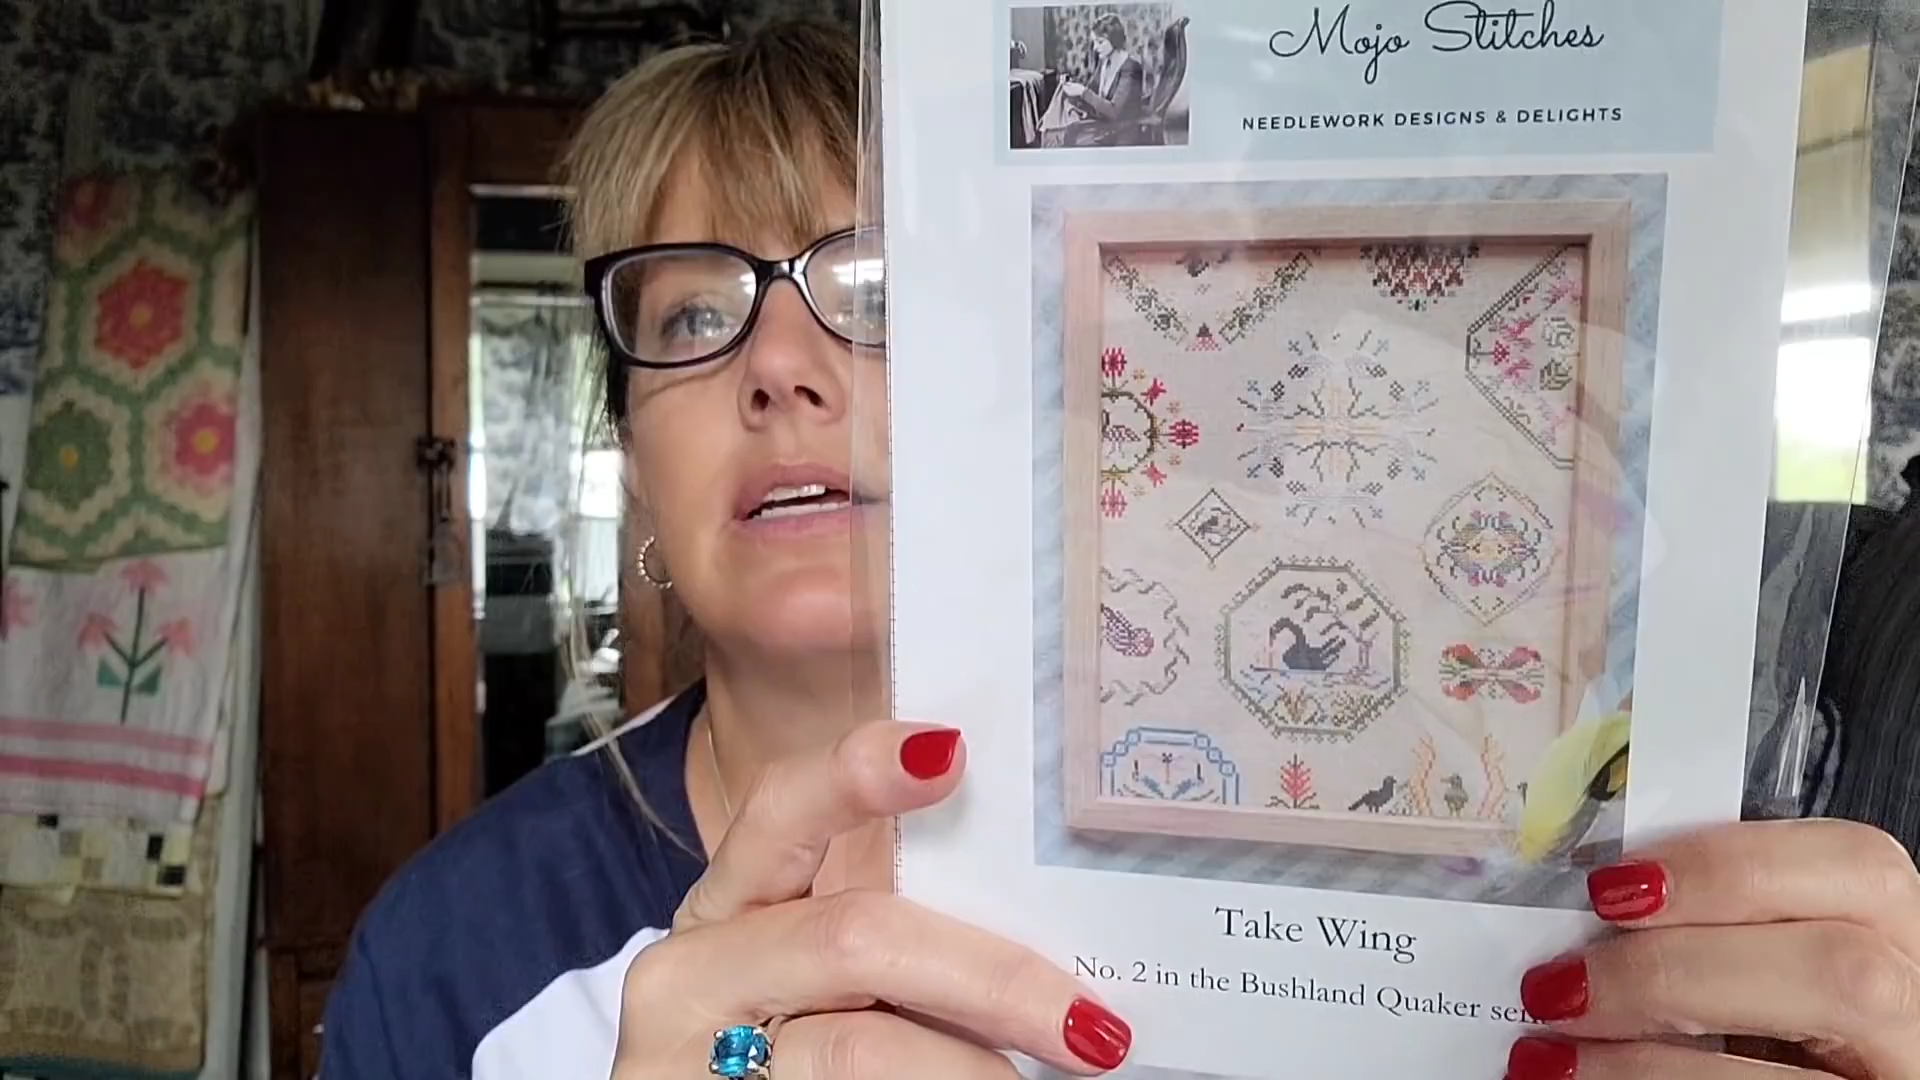 Mojo Stitches
NEEDLEWORK DESIGNS & DELIGHTS
Take Wing
No. 2 in the Bushland Quaker